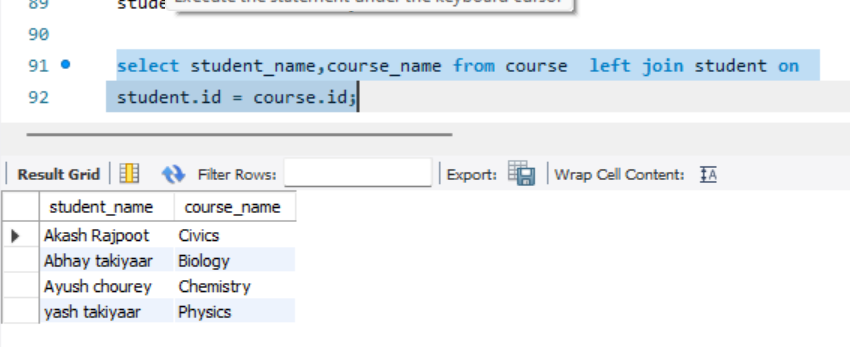 89 stude
Execute the statement under the keyboard cursor
90
91 select student_name,course_name from course left join student on
92 student.id = course.id;
Result Grid Filter Rows: Export: Wrap Cell Content: IA
student_name course_name
Akash Rajpoot Civics
Abhay takiyaar Biology
Ayush chourey Chemistry
yash takiyaar Physics